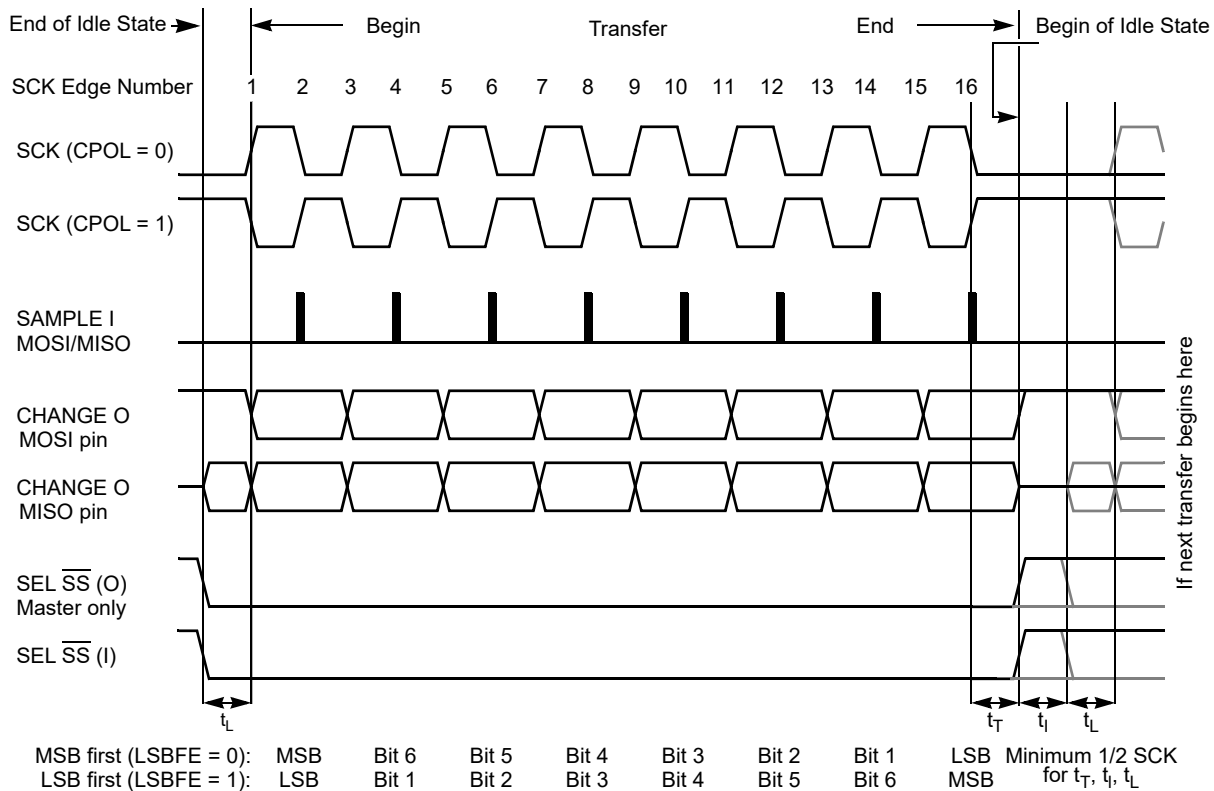 End of Idle State
Begin
Transfer
End
Begin of Idle State
SCK Edge Number
1 2 3 4 5 6 7 8 9 10 11 12 13 14 15 16
SCK (CPOL = 0)
SCK (CPOL = 1)
SAMPLE I
MOSI/MISO
CHANGE O
MOSI pin
CHANGE O
MISO pin
SEL S̅S̅ (O)
Master only
SEL S̅S̅ (I)
If next transfer begins here
tL
tT
tI
tL
MSB first (LSBFE = 0): MSB Bit 6 Bit 5 Bit 4 Bit 3 Bit 2 Bit 1 LSB
LSB first (LSBFE = 1): LSB Bit 1 Bit 2 Bit 3 Bit 4 Bit 5 Bit 6 MSB
Minimum 1/2 SCK
for tT, tI, tL